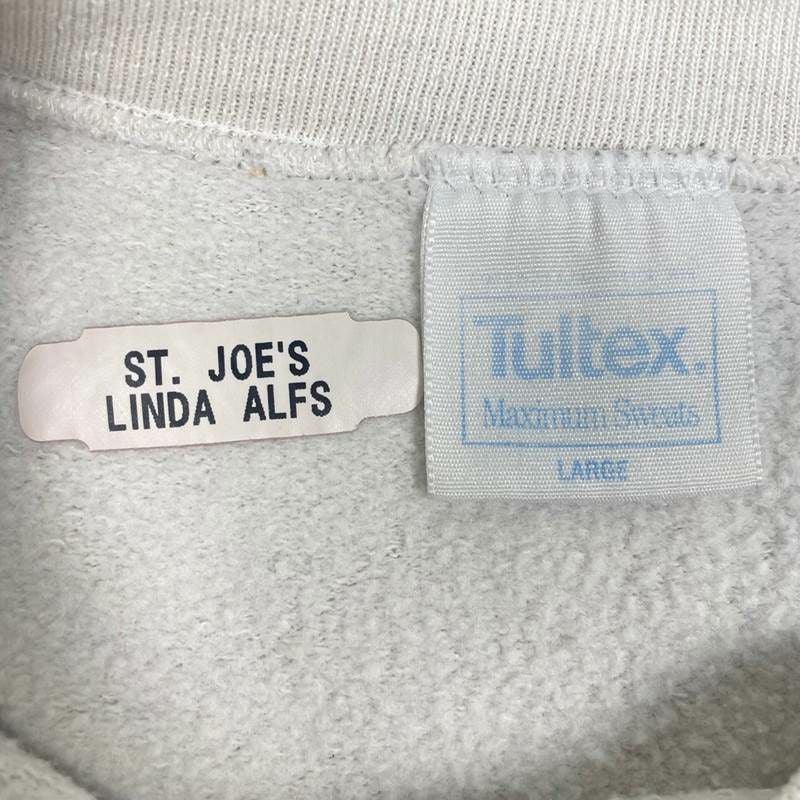 ST. JOE'S
LINDA ALFS
Tultex.
Maximum Sweats
LARGE